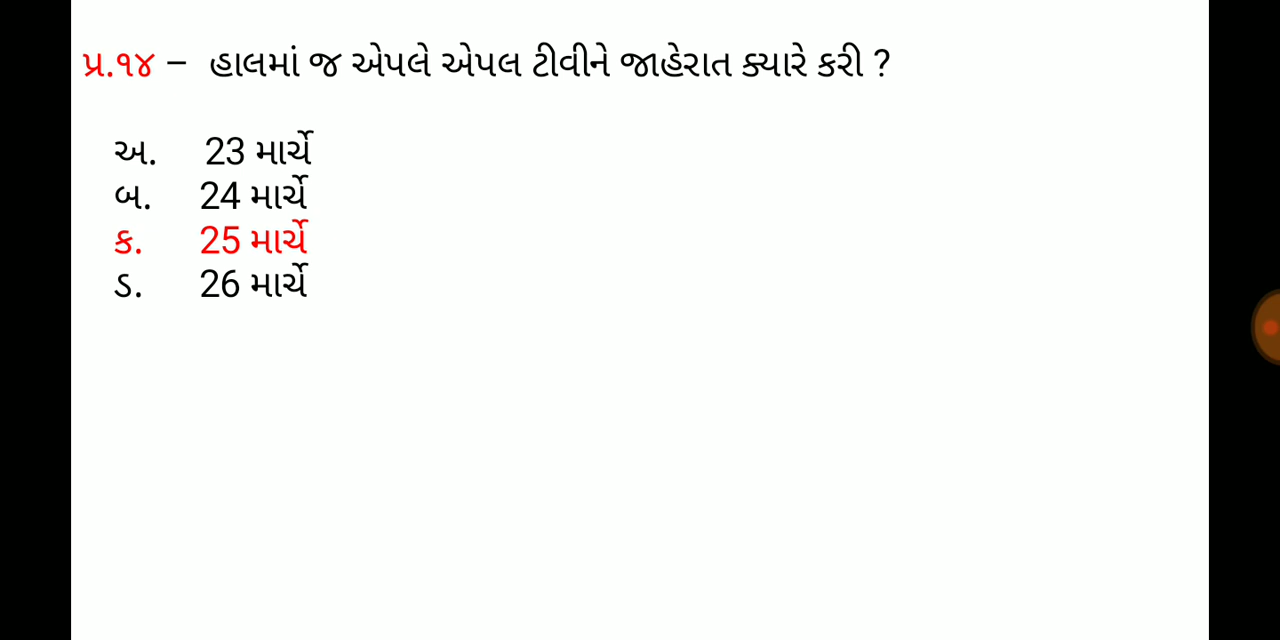 પ્ર.૧૪ – હાલમાં જ એપલે એપલ ટીવીને જાહેરાત ક્યારે કરી ?
અ. 23 માર્ચે
બ. 24 માર્ચે
ક. 25 માર્ચે
ડ. 26 માર્ચે